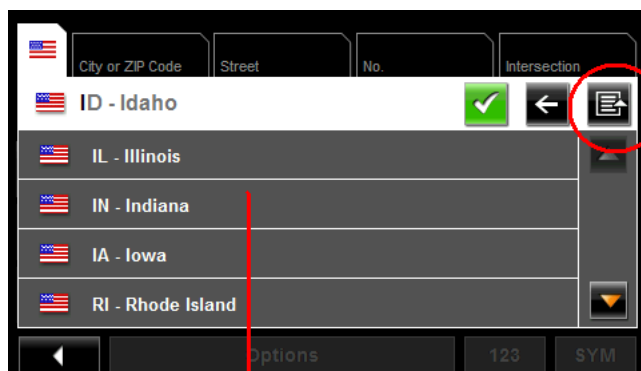 City or ZIP Code Street No. Intersection
ID - Idaho
IL - Illinois
IN - Indiana
IA - Iowa
RI - Rhode Island
Options 123 SYM